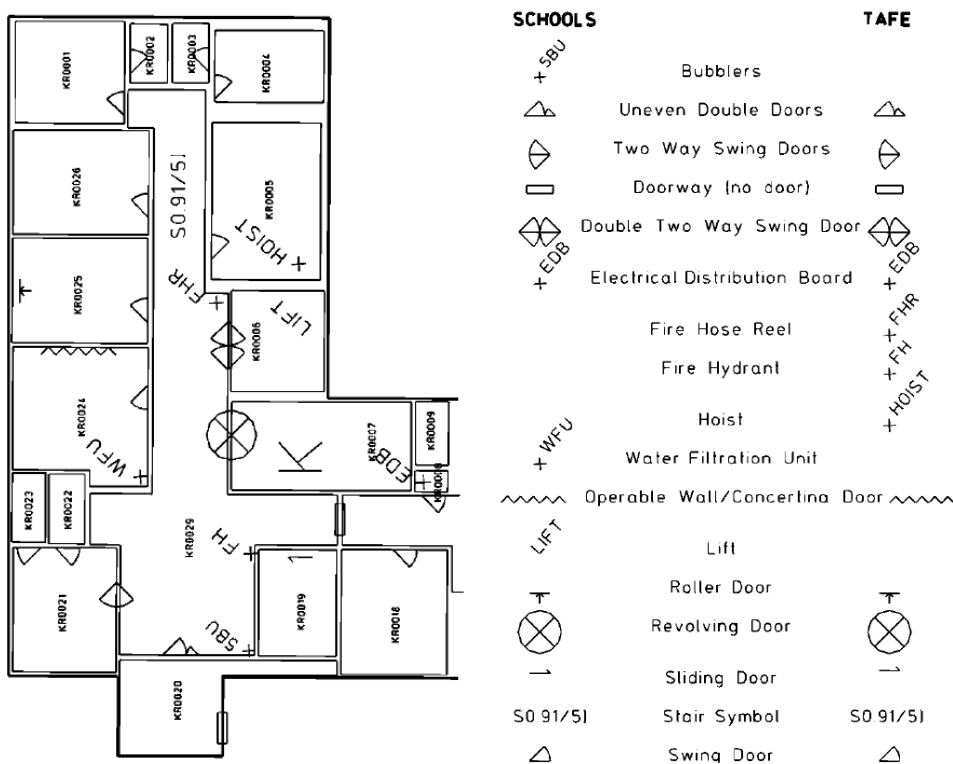 KR0001
KR0002
KR0003
KR0004
KR0026
S0.91/5]
KR0005
HOIST
KR0025
FHR
LIFT
KR0006
KR0024
WFU
K
KR0007
EDB
KR0009
KR0008
KR0023
KR0022
KR0029
FH
KR0021
KR0019
KR0018
SBU
KR0020
SCHOOLS TAFE
SBU Bubblers
Uneven Double Doors
Two Way Swing Doors
Doorway (no door)
Double Two Way Swing Door
EDB Electrical Distribution Board EDB
Fire Hose Reel FHR
Fire Hydrant FH
Hoist HOIST
WFU Water Filtration Unit
Operable Wall/Concertina Door
LIFT Lift
Roller Door
Revolving Door
Sliding Door
S0.91/5] Stair Symbol S0.91/5]
Swing Door